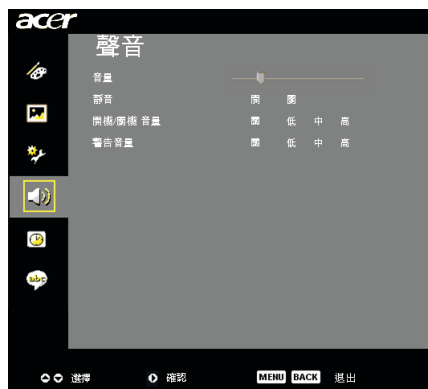 acer
聲音
音量
靜音 開 關
開機/關機 音量 關 低 中 高
警告音量 關 低 中 高
abc
選擇 確認 MENU BACK 退出